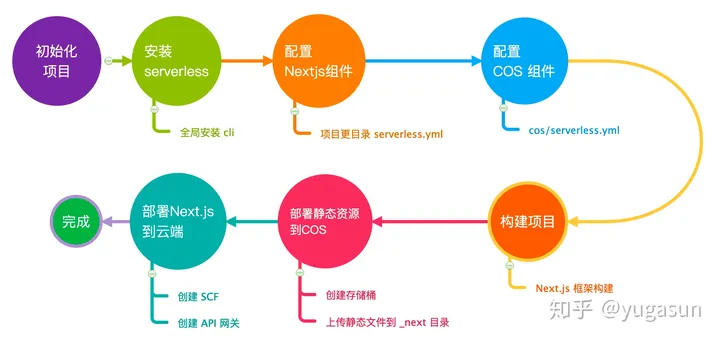 初始化
项目
安装
serverless
配置
Nextjs组件
配置
COS 组件
全局安装 cli
项目更目录 serverless.yml
cos/serverless.yml
完成
部署Next.js
到云端
部署静态资源
到COS
构建项目
创建 SCF
创建 API 网关
创建存储桶
上传静态文件到 _next 目录
Next.js 框架构建
知乎 @yugasun